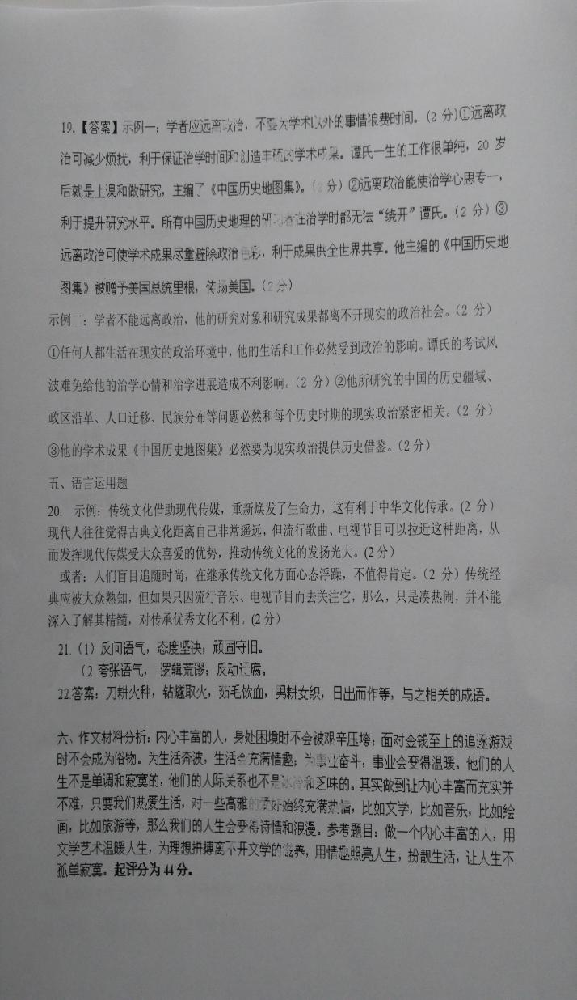 19.【答案】示例一：学者应远离政治，不要为学术以外的事情浪费时间。（2 分）①远离政
治可减少烦扰，利于保证治学时间和创造丰硕的学术成果。谭氏一生的工作很单纯，20 岁
后就是上课和做研究，主编了《中国历史地图集》。（2 分）②远离政治能使治学心思专一，
利于提升研究水平。所有中国历史地理的研习者在治学时都无法“绕开”谭氏。（2 分）③
远离政治可使学术成果尽量避除政治色彩，利于成果供全世界共享。他主编的《中国历史地
图集》被赠予美国总统里根，传扬美国。（2 分）
示例二：学者不能远离政治，他的研究对象和研究成果都离不开现实的政治社会。（2 分）
①任何人都生活在现实的政治环境中，他的生活和工作必然受到政治的影响。谭氏的考试风
波难免给他的治学心情和治学进展造成不利影响。（2 分）②他所研究的中国的历史疆域、
政区沿革、人口迁移、民族分布等问题必然和每个历史时期的现实政治紧密相关。（2 分）
③他的学术成果《中国历史地图集》必然要为现实政治提供历史借鉴。（2 分）
五、语言运用题
20. 示例：传统文化借助现代传媒，重新焕发了生命力，这有利于中华文化传承。(2 分）
现代人往往觉得古典文化距离自己非常遥远，但流行歌曲、电视节目可以拉近这种距离，从
而发挥现代传媒受大众喜爱的优势，推动传统文化的发扬光大。(2 分）
或者：人们盲目追随时尚，在继承传统文化方面心态浮躁，不值得肯定。（2 分）传统经
典应被大众熟知，但如果只因流行音乐、电视节目而去关注它，那么，只是凑热闹，并不能
深入了解其精髓，对传承优秀文化不利。(2 分）
21.（1）反问语气，态度坚决；顽固守旧。
（2 夸张语气， 逻辑荒谬；反动迂腐。
22.答案：刀耕火种，钻燧取火，茹毛饮血，男耕女织，日出而作等，与之相关的成语。
六、作文材料分析：内心丰富的人，身处困境时不会被艰辛压垮；面对金钱至上的追逐游戏
时不会成为俗物。为生活奔波，生活会充满情趣；为事业奋斗，事业会变得温暖。他们的人
生不是单调和寂寞的，他们的人际关系也不是冰冷和乏味的。其实做到让内心丰富而充实并
不难，只要我们热爱生活，对一些高雅的爱好始终充满热情，比如文学，比如音乐，比如绘
画，比如旅游等，那么我们的人生会变得诗情和浪漫。参考题目：做一个内心丰富的人，用
文学艺术温暖人生，为理想拼搏离不开文学的滋养，用情趣照亮人生，扮靓生活，让人生不
孤单寂寞。起评分为 44 分。